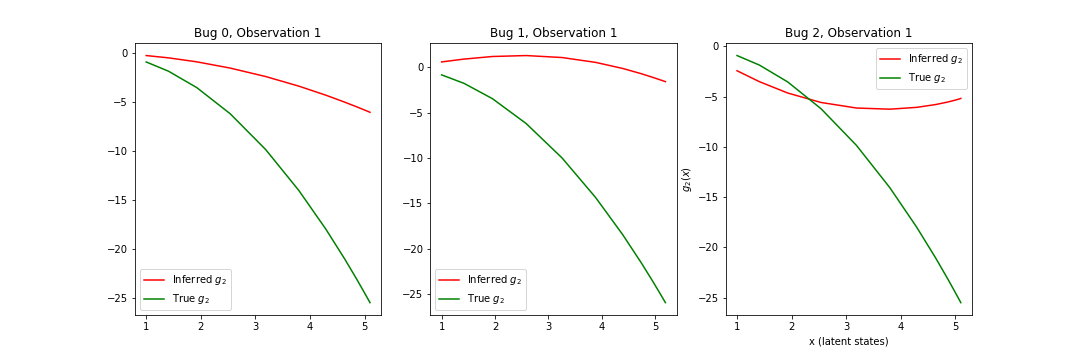 Bug 0, Observation 1
0
−5
−10
−15
−20
−25
1 2 3 4 5
Inferred g₂
True g₂
Bug 1, Observation 1
0
−5
−10
−15
−20
−25
1 2 3 4 5
Inferred g₂
True g₂
Bug 2, Observation 1
g₂(x)
0
−5
−10
−15
−20
−25
1 2 3 4 5
x (latent states)
Inferred g₂
True g₂